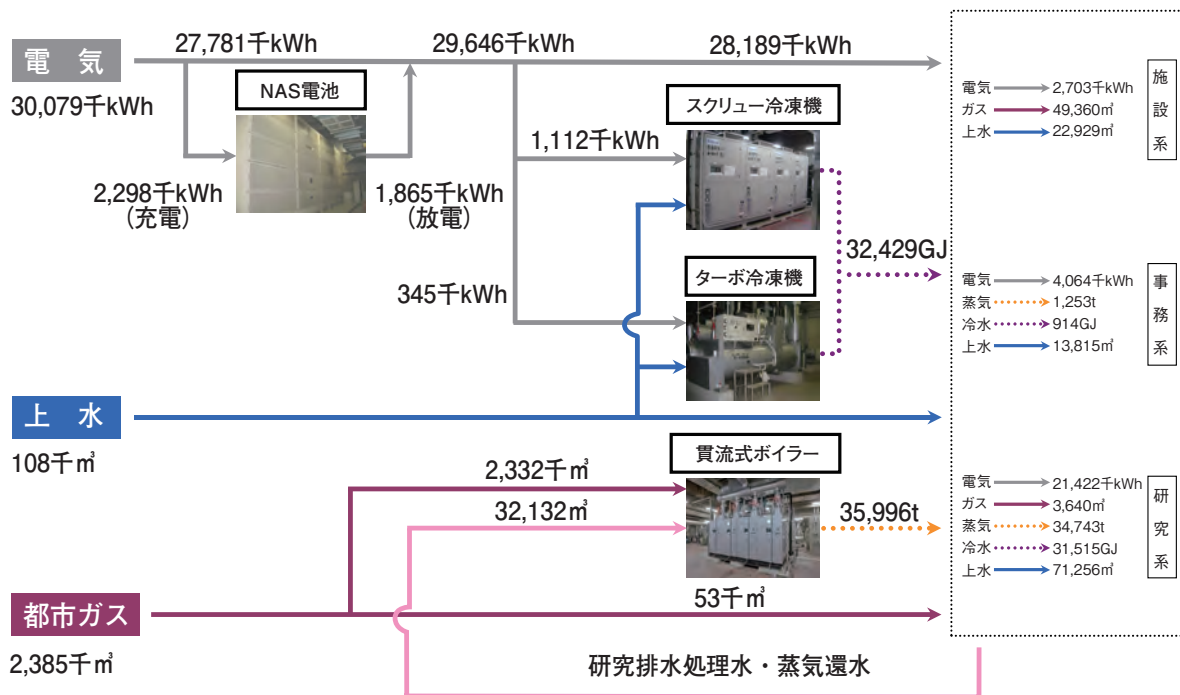 電気
30,079千kWh
27,781千kWh
29,646千kWh
28,189千kWh
NAS電池
2,298千kWh
(充電)
1,865千kWh
(放電)
スクリュー冷凍機
1,112千kWh
ターボ冷凍機
345千kWh
32,429GJ
上水
108千㎥
貫流式ボイラー
2,332千㎥
32,132㎥
35,996t
都市ガス
2,385千㎥
53千㎥
研究排水処理水・蒸気還水
施設系
電気 2,703千kWh
ガス 49,360㎥
上水 22,929㎥
事務系
電気 4,064千kWh
蒸気 1,253t
冷水 914GJ
上水 13,815㎥
研究系
電気 21,422千kWh
ガス 3,640㎥
蒸気 34,743t
冷水 31,515GJ
上水 71,256㎥